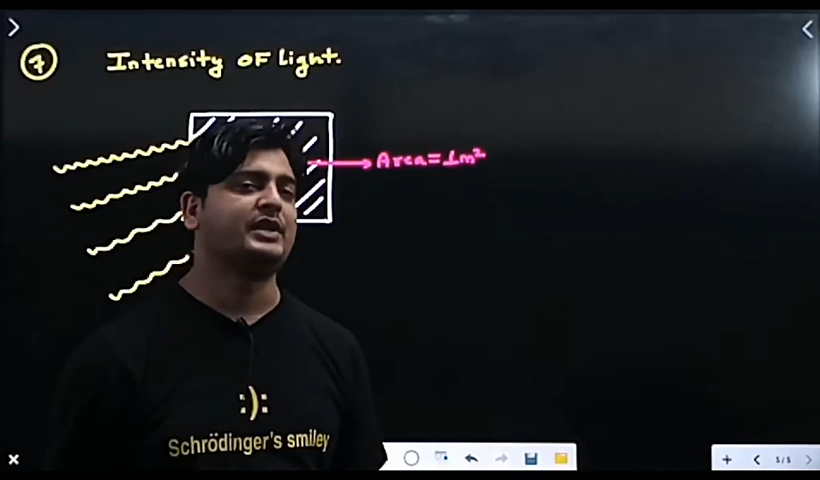 7 Intensity OF light.
Area = 1m²
:):
Schrödinger's smiley
5/5